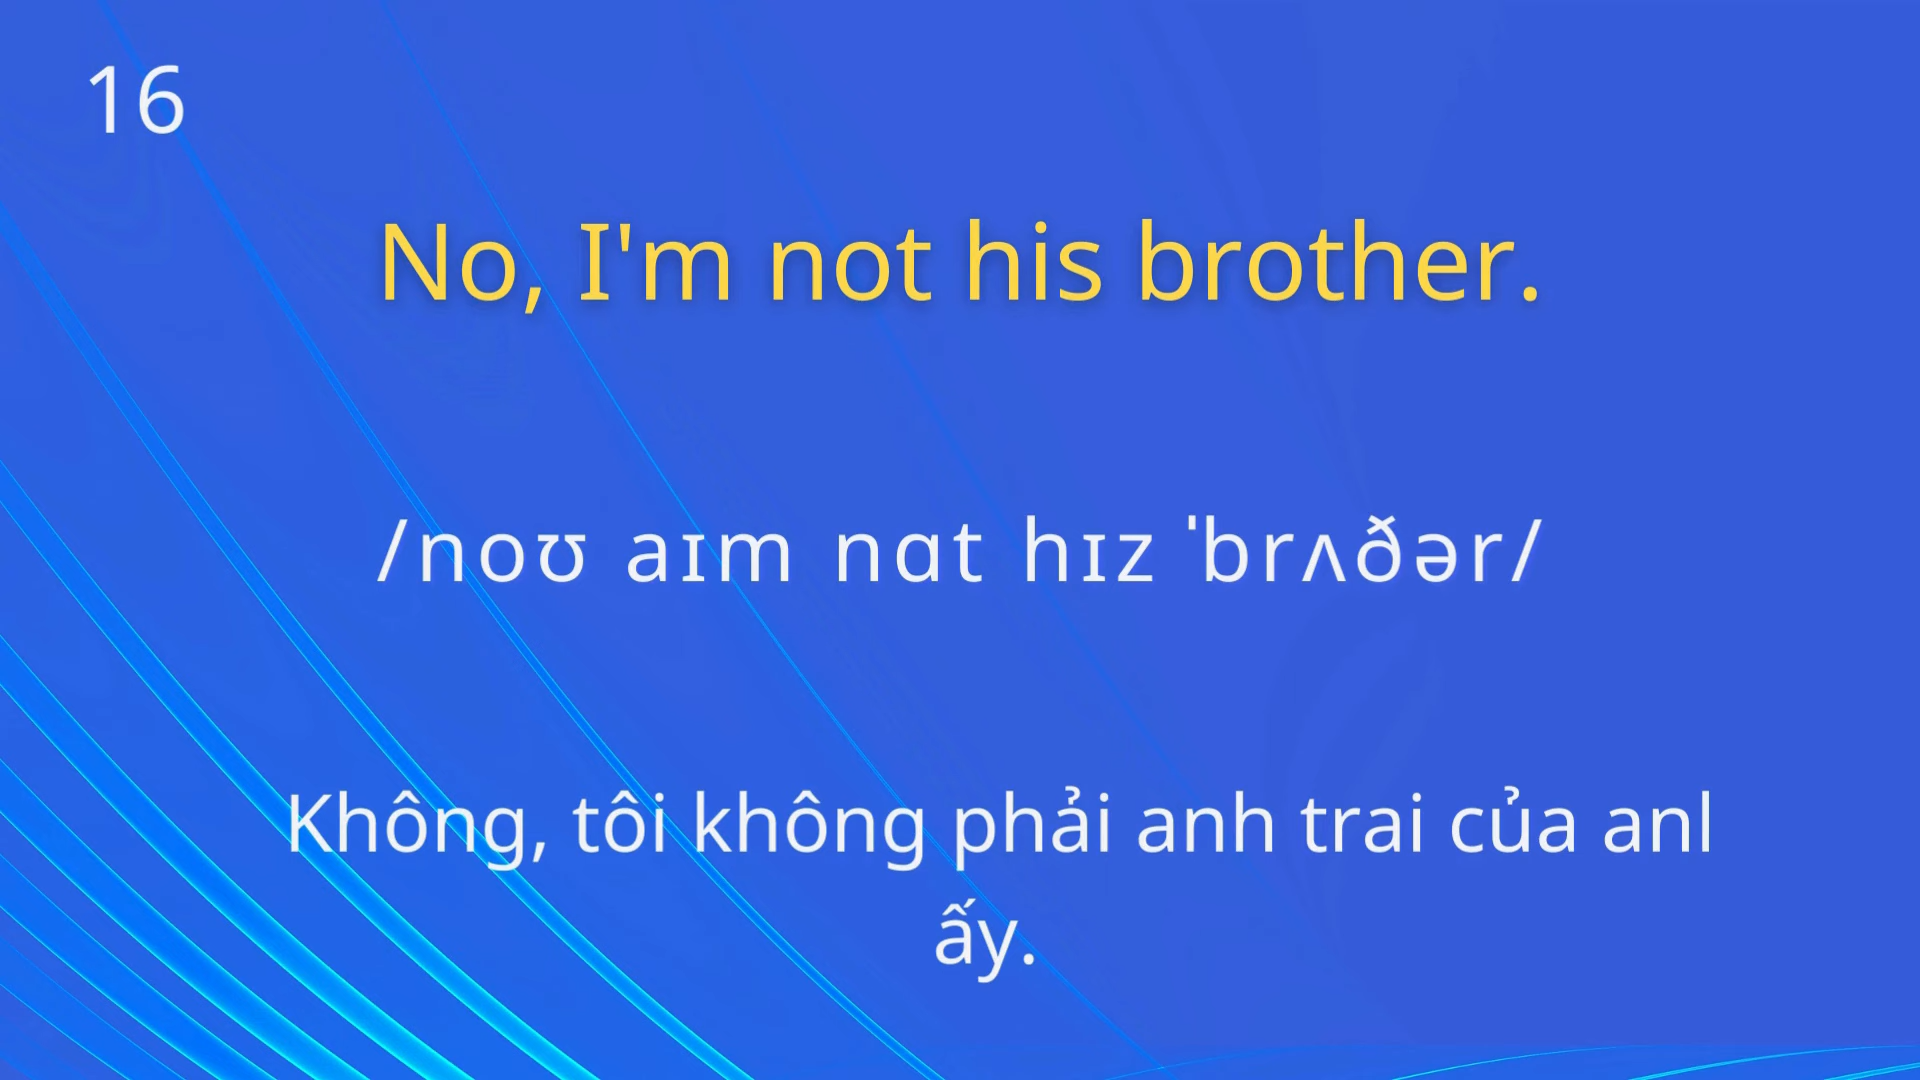 16
No, I'm not his brother.
/noʊ aɪm nɑt hɪz ˈbrʌðər/
Không, tôi không phải anh trai của anl
ấy.